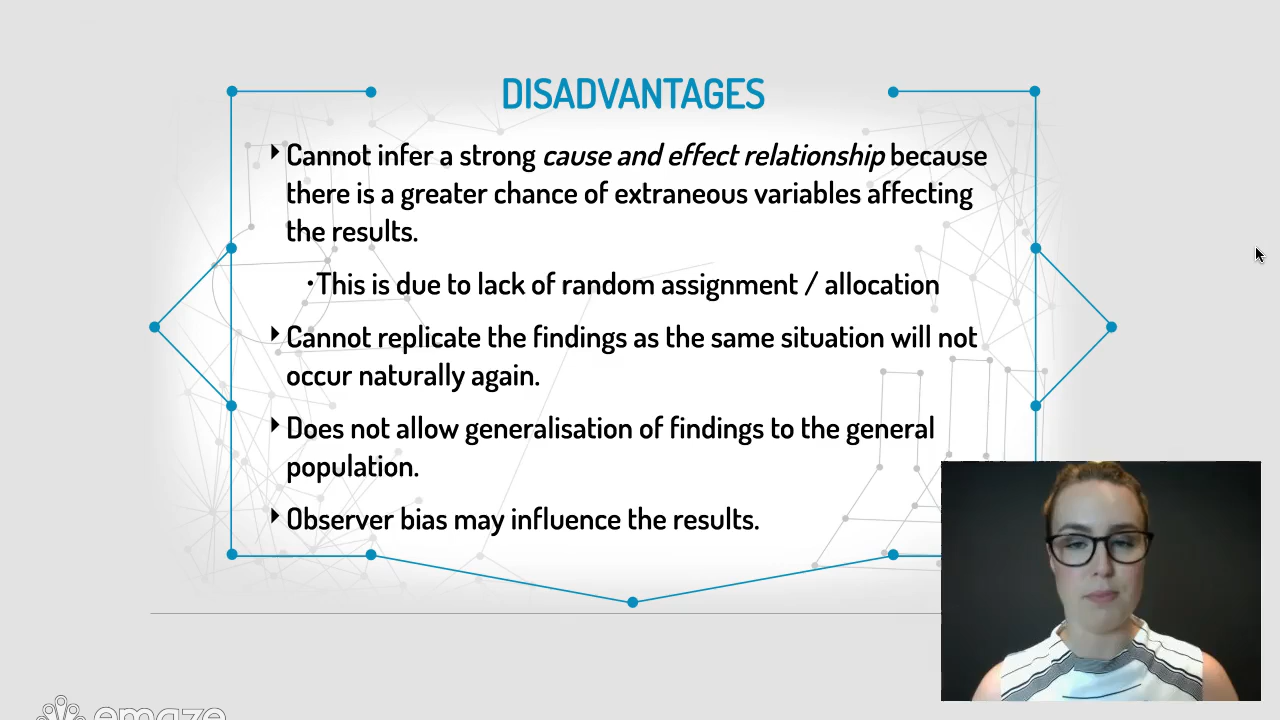 DISADVANTAGES
Cannot infer a strong cause and effect relationship because
there is a greater chance of extraneous variables affecting
the results.
•This is due to lack of random assignment / allocation
Cannot replicate the findings as the same situation will not
occur naturally again.
Does not allow generalisation of findings to the general
population.
Observer bias may influence the results.
emaze